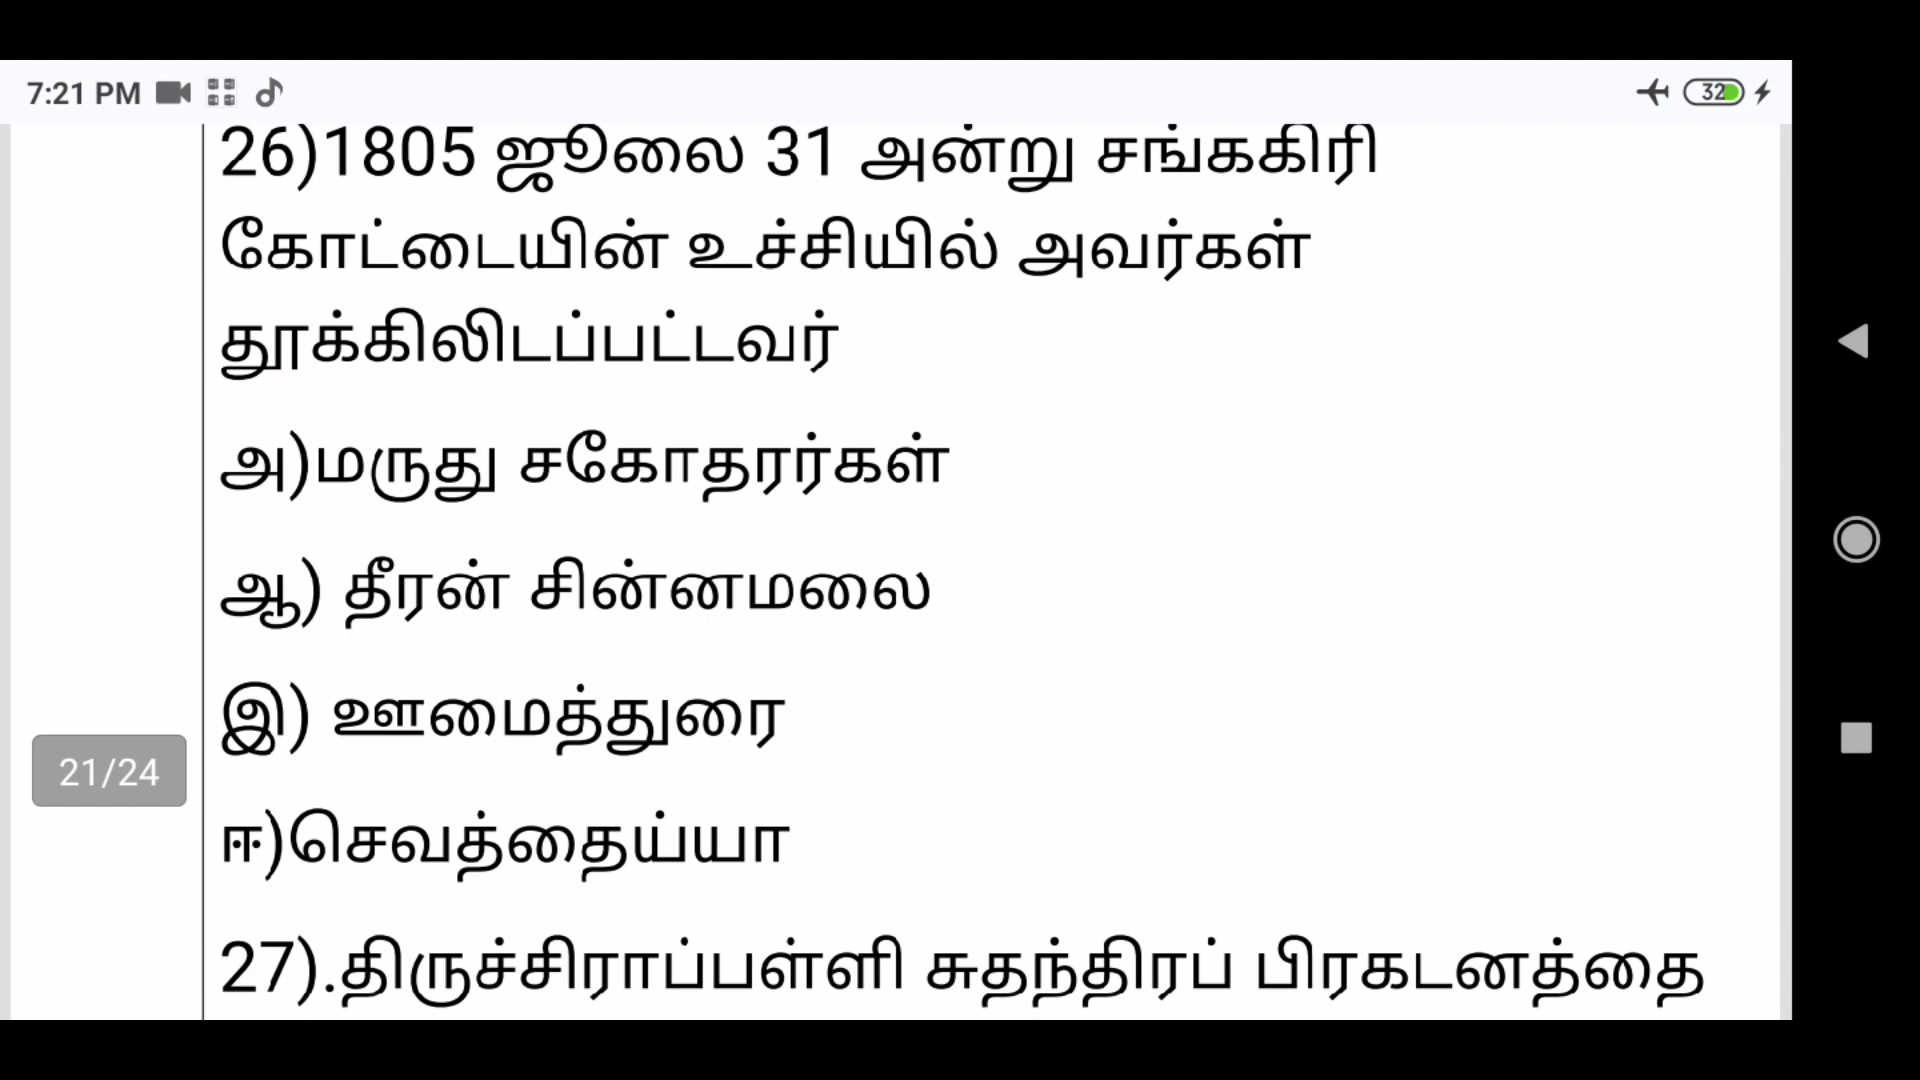 7:21 PM
32
26)1805 ஜூலை 31 அன்று சங்ககிரி
கோட்டையின் உச்சியில் அவர்கள்
தூக்கிலிடப்பட்டவர்
அ)மருது சகோதரர்கள்
ஆ) தீரன் சின்னமலை
இ) ஊமைத்துரை
21/24
ஈ)செவத்தைய்யா
27).திருச்சிராப்பள்ளி சுதந்திரப் பிரகடனத்தை